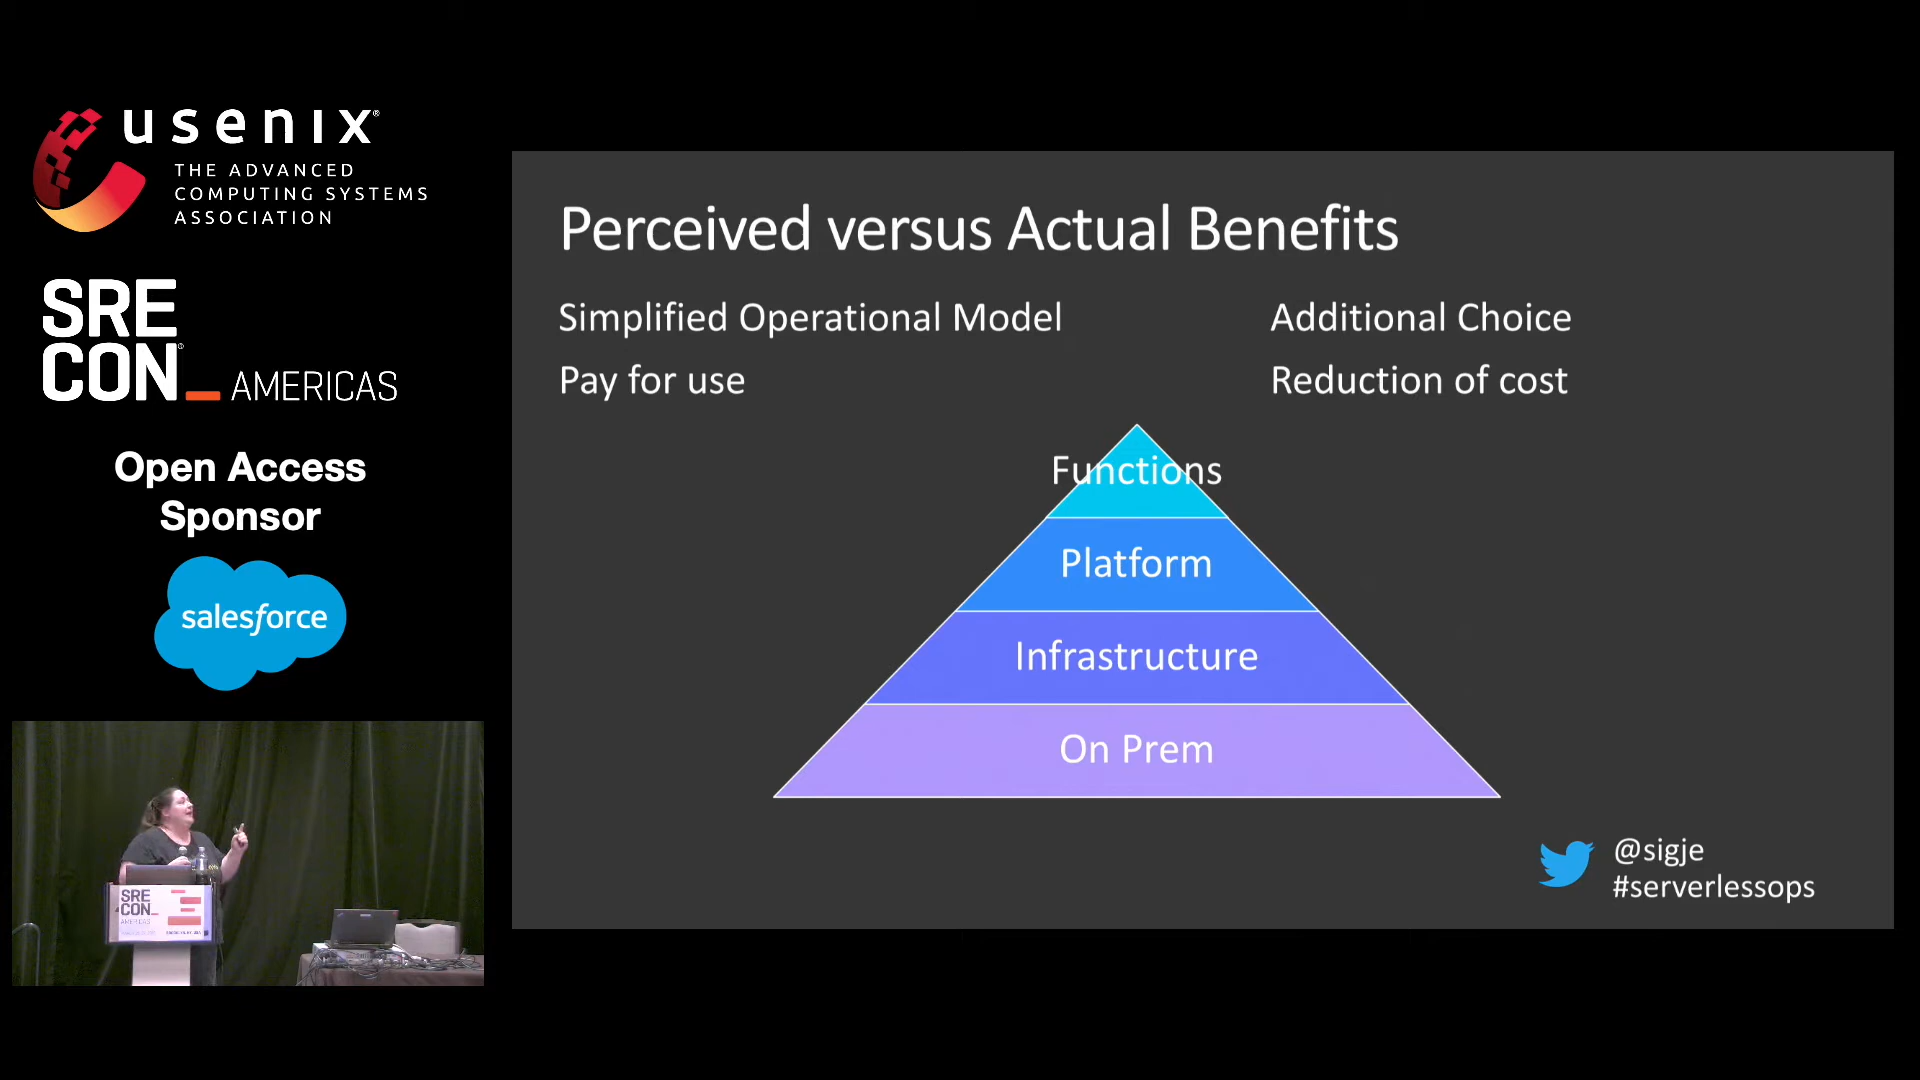 usenix®
THE ADVANCED
COMPUTING SYSTEMS
ASSOCIATION
SRE
CON® AMERICAS
Open Access
Sponsor
salesforce
Perceived versus Actual Benefits
Simplified Operational Model
Additional Choice
Pay for use
Reduction of cost
Functions
Platform
Infrastructure
On Prem
@sigje
#serverlessops
SRE
CON
AMERICAS